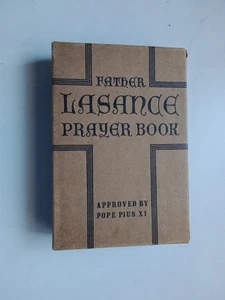 FATHER
LASANCE
PRAYER BOOK
APPROVED BY
POPE PIUS XI